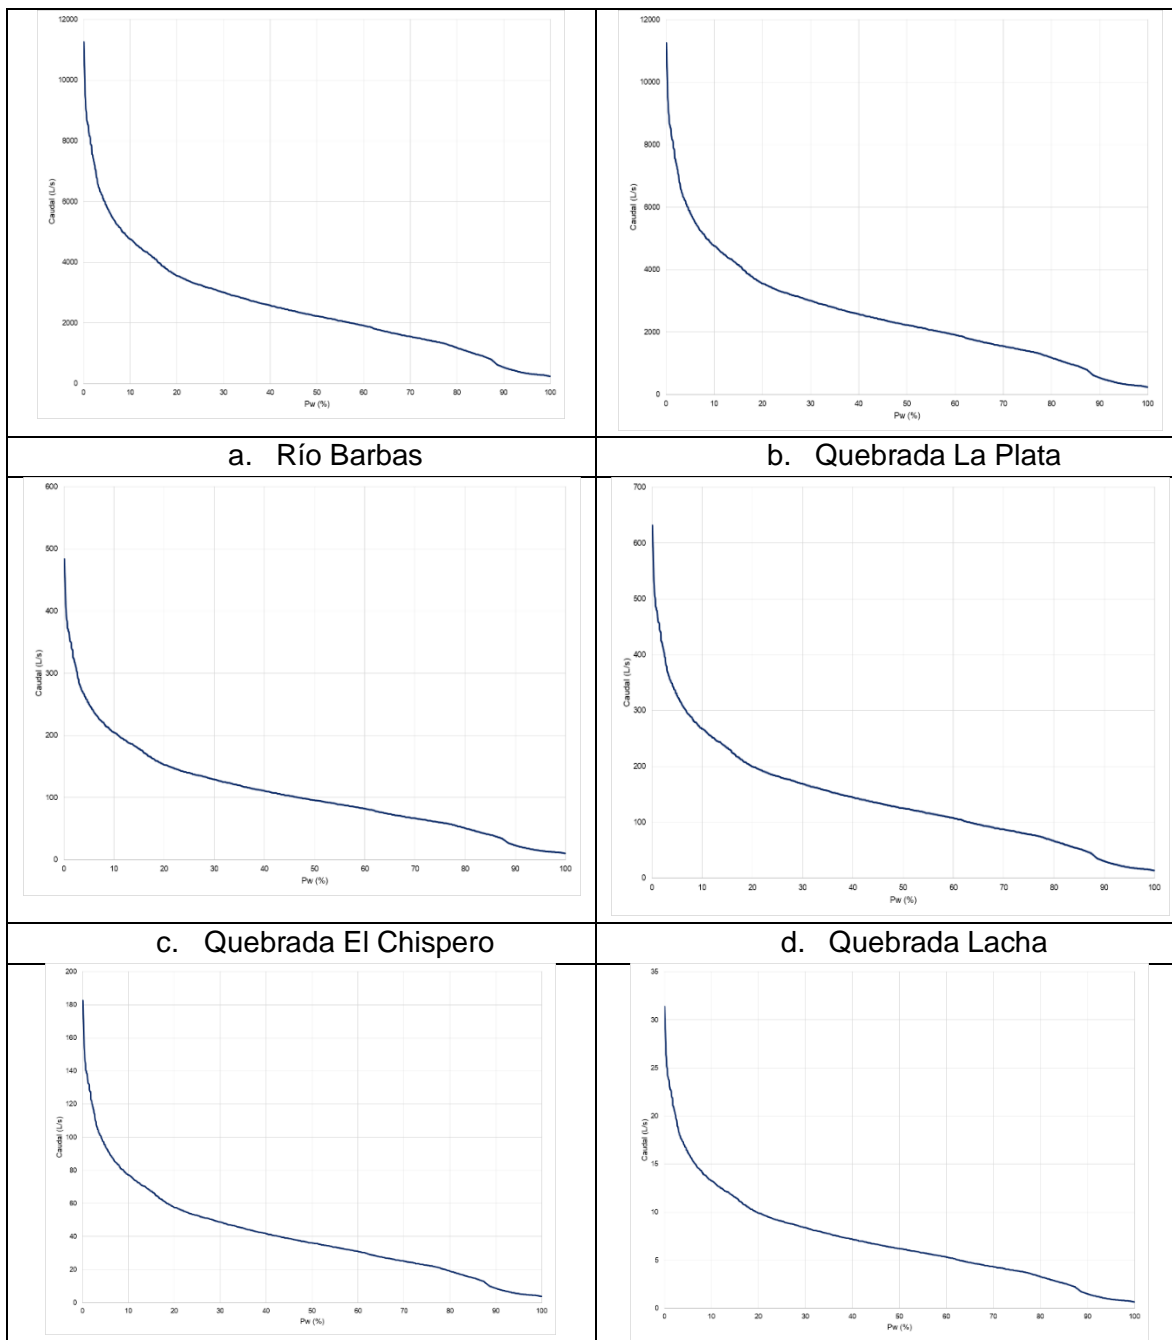 12000
10000
8000
6000
4000
2000
0
Caudal (L/s)
0 10 20 30 40 50 60 70 80 90 100
Pw (%)
12000
10000
8000
6000
4000
2000
0
Caudal (L/s)
0 10 20 30 40 50 60 70 80 90 100
Pw (%)
a. Río Barbas
b. Quebrada La Plata
600
500
400
300
200
100
0
Caudal (L/s)
0 10 20 30 40 50 60 70 80 90 100
Pw (%)
700
600
500
400
300
200
100
0
Caudal (L/s)
0 10 20 30 40 50 60 70 80 90 100
Pw (%)
c. Quebrada El Chispero
d. Quebrada Lacha
200
180
160
140
120
100
80
60
40
20
0
Caudal (L/s)
0 10 20 30 40 50 60 70 80 90 100
Pw (%)
35
30
25
20
15
10
5
0
Caudal (L/s)
0 10 20 30 40 50 60 70 80 90 100
Pw (%)